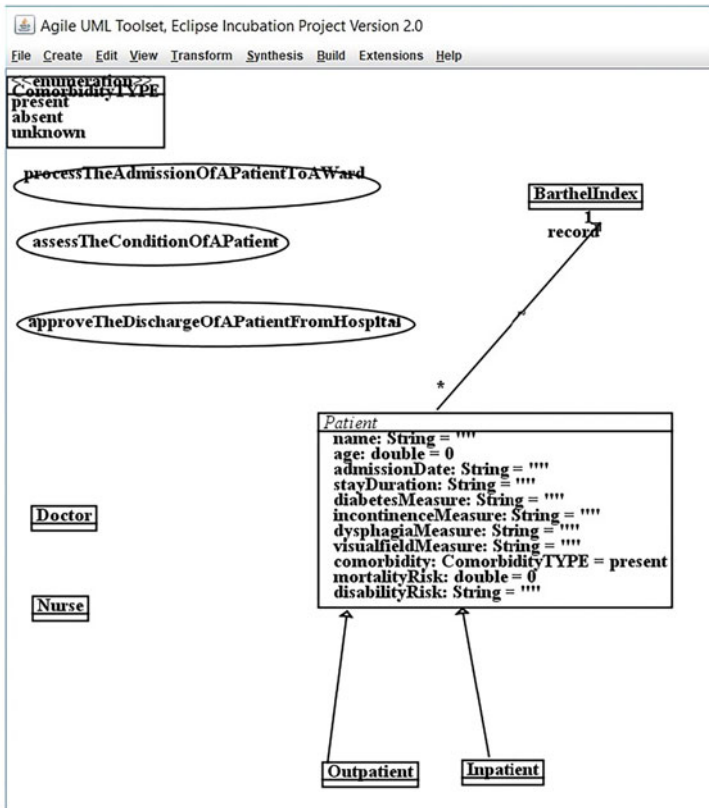 Agile UML Toolset, Eclipse Incubation Project Version 2.0
File Create Edit View Transform Synthesis Build Extensions Help
<<enumeration>>
ComorbidityTYPE
present
absent
unknown
processTheAdmissionOfAPatientToAWard
BarthelIndex
1
record
assessTheConditionOfAPatient
approveTheDischargeOfAPatientFromHospital
*
Patient
name: String = ""
age: double = 0
admissionDate: String = ""
stayDuration: String = ""
diabetesMeasure: String = ""
incontinenceMeasure: String = ""
dysphagiaMeasure: String = ""
visualfieldMeasure: String = ""
comorbidity: ComorbidityTYPE = present
mortalityRisk: double = 0
disabilityRisk: String = ""
Doctor
Nurse
Outpatient
Inpatient